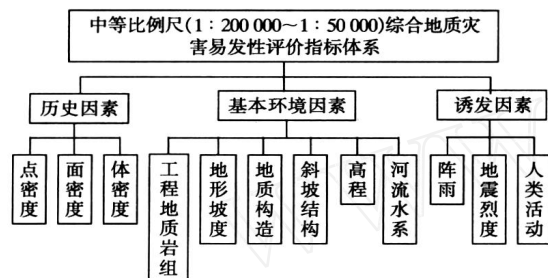 中等比例尺(1∶200 000～1∶50 000)综合地质灾
害易发性评价指标体系
历史因素
基本环境因素
诱发因素
点密度
面密度
体密度
工程地质岩组
地形坡度
地质构造
斜坡结构
高程
河流水系
阵雨
地震烈度
人类活动